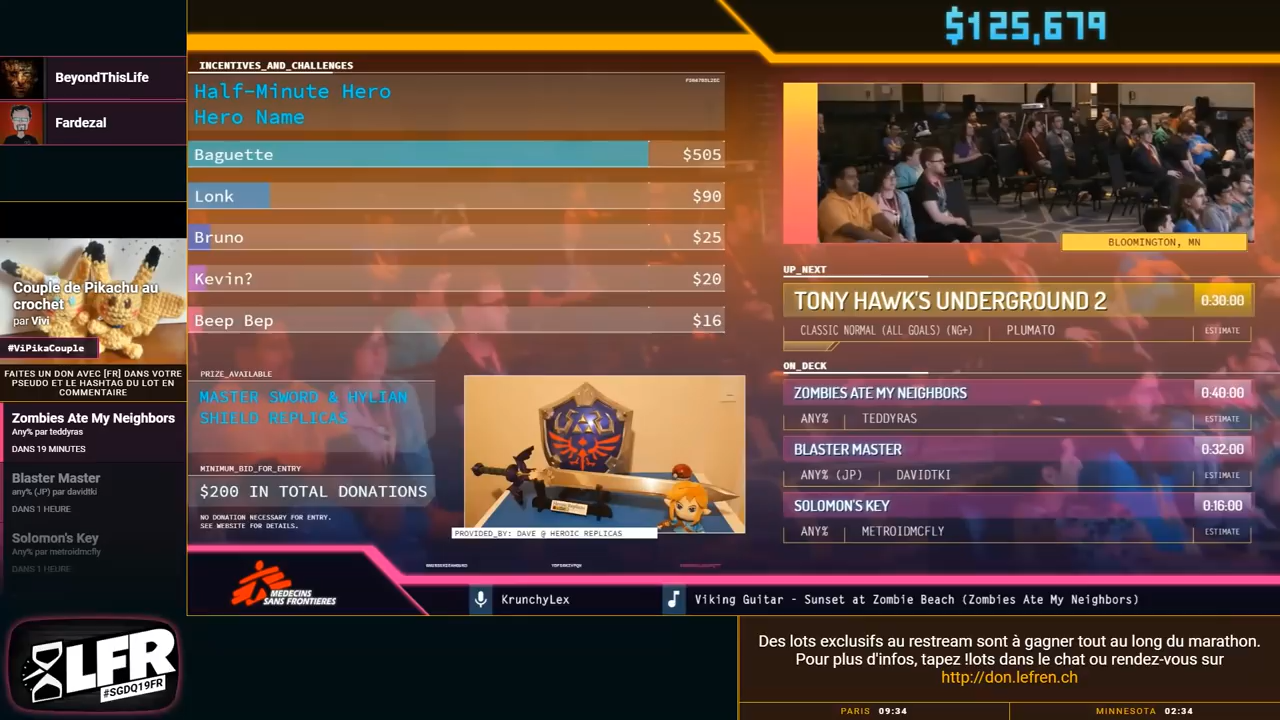 $125,679
BeyondThisLife
Fardezal
Couple de Pikachu au
crochet
par Vivi
#ViPikaCouple
FAITES UN DON AVEC [FR] DANS VOTRE
PSEUDO ET LE HASHTAG DU LOT EN
COMMENTAIRE
Zombies Ate My Neighbors
Any% par teddyras
DANS 19 MINUTES
Blaster Master
any% (JP) par davidtki
DANS 1 HEURE
Solomon's Key
Any% par metroidmcfly
DANS 1 HEURE
LFR
#SGDQ19FR
INCENTIVES_AND_CHALLENGES
Half-Minute Hero
Hero Name
Baguette $505
Lonk $90
Bruno $25
Kevin? $20
Beep Bep $16
PRIZE_AVAILABLE
MASTER SWORD & HYLIAN
SHIELD REPLICAS
MINIMUM_BID_FOR_ENTRY
$200 IN TOTAL DONATIONS
NO DONATION NECESSARY FOR ENTRY.
SEE WEBSITE FOR DETAILS.
PROVIDED_BY: DAVE @ HEROIC REPLICAS
BLOOMINGTON, MN
UP_NEXT
TONY HAWK'S UNDERGROUND 2 0:30:00
CLASSIC NORMAL (ALL GOALS) (NG+) PLUMATO ESTIMATE
ON_DECK
ZOMBIES ATE MY NEIGHBORS 0:40:00
ANY% TEDDYRAS ESTIMATE
BLASTER MASTER 0:32:00
ANY% (JP) DAVIDTKI ESTIMATE
SOLOMON'S KEY 0:16:00
ANY% METROIDMCFLY ESTIMATE
MEDECINS
SANS FRONTIERES
KrunchyLex
Viking Guitar - Sunset at Zombie Beach (Zombies Ate My Neighbors)
Des lots exclusifs au restream sont à gagner tout au long du marathon.
Pour plus d'infos, tapez !lots dans le chat ou rendez-vous sur
http://don.lefren.ch
PARIS 09:34
MINNESOTA 02:34